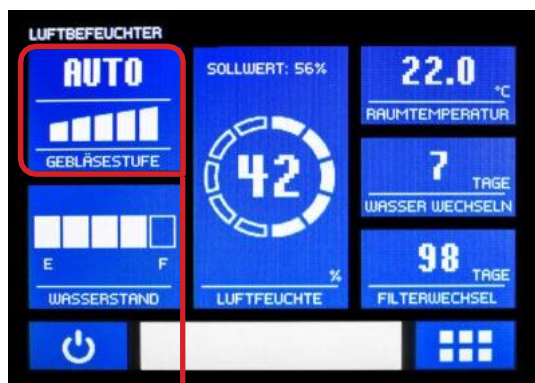 LUFTBEFEUCHTER
AUTO
GEBLÄSESTUFE
E F
WASSERSTAND
SOLLWERT: 56%
42
%
LUFTFEUCHTE
22.0 °C
RAUMTEMPERATUR
7 TAGE
WASSER WECHSELN
98 TAGE
FILTERWECHSEL